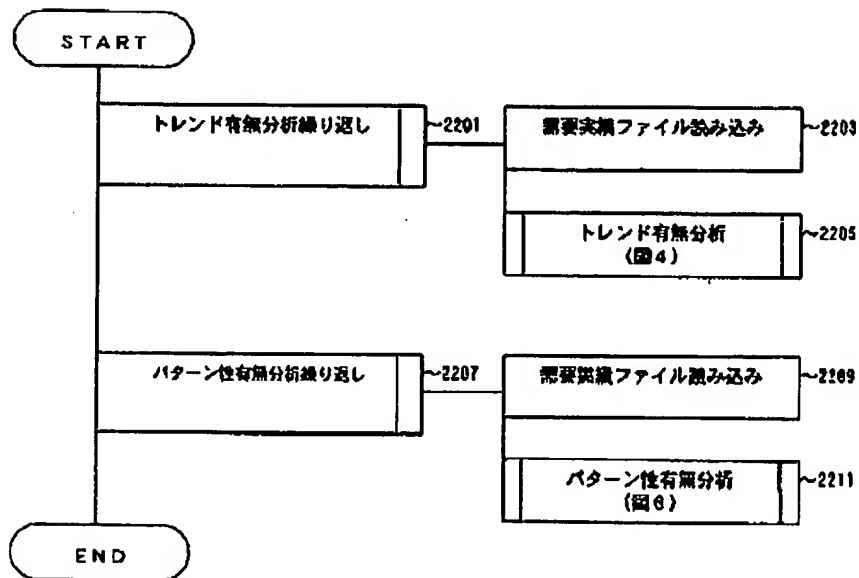 START
トレンド有無分析繰り返し
~2201
需要実績ファイル読み込み
~2203
トレンド有無分析
(図4)
~2205
パターン性有無分析繰り返し
~2207
需要実績ファイル読み込み
~2209
パターン性有無分析
(図6)
~2211
END